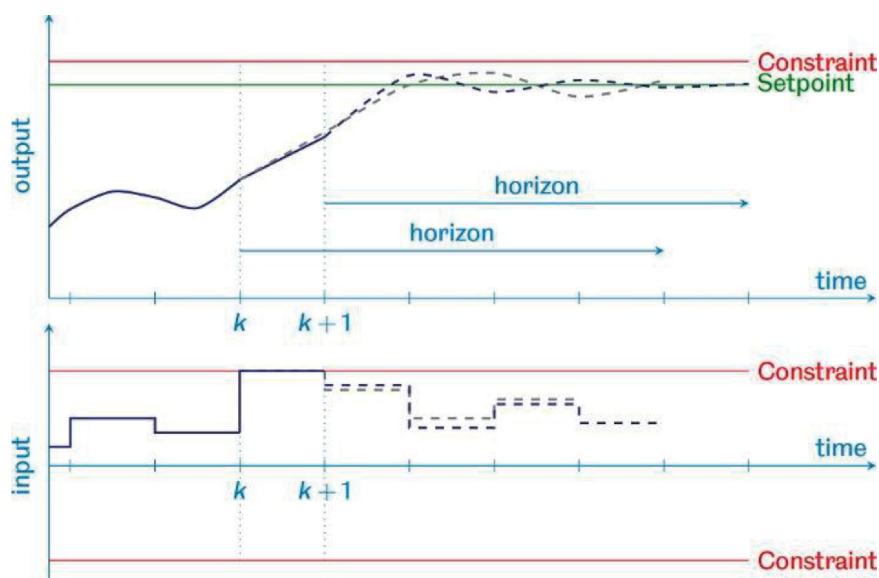 Constraint
Setpoint
output
horizon
horizon
time
k
k + 1
Constraint
input
time
k
k + 1
Constraint